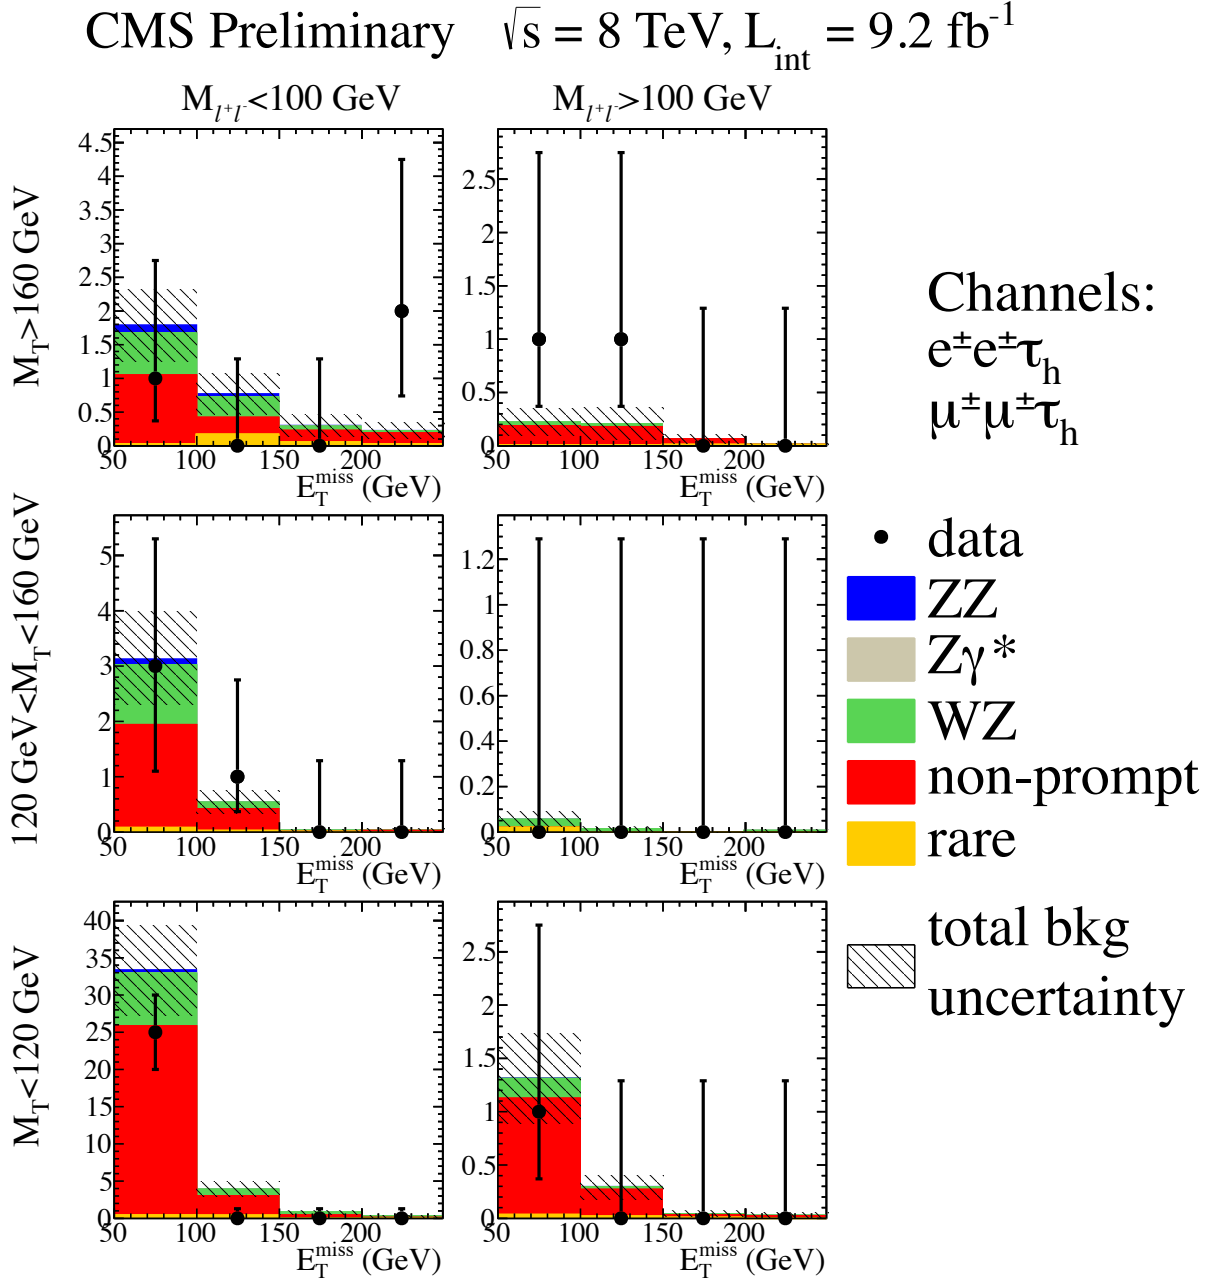 CMS Preliminary √s = 8 TeV, L_int = 9.2 fb⁻¹
M_l⁺l⁻<100 GeV M_l⁺l⁻>100 GeV
M_T>160 GeV
4.5
4
3.5
3
2.5
2
1.5
1
0.5
0
50 100 150 200
E_T^miss (GeV)
2.5
2
1.5
1
0.5
0
50 100 150 200
E_T^miss (GeV)
120 GeV<M_T<160 GeV
5
4
3
2
1
0
50 100 150 200
E_T^miss (GeV)
1.2
1
0.8
0.6
0.4
0.2
0
50 100 150 200
E_T^miss (GeV)
M_T<120 GeV
40
35
30
25
20
15
10
5
0
50 100 150 200
E_T^miss (GeV)
2.5
2
1.5
1
0.5
0
50 100 150 200
E_T^miss (GeV)
Channels:
e±e±τ_h
μ±μ±τ_h
data
ZZ
Zγ*
WZ
non-prompt
rare
total bkg
uncertainty